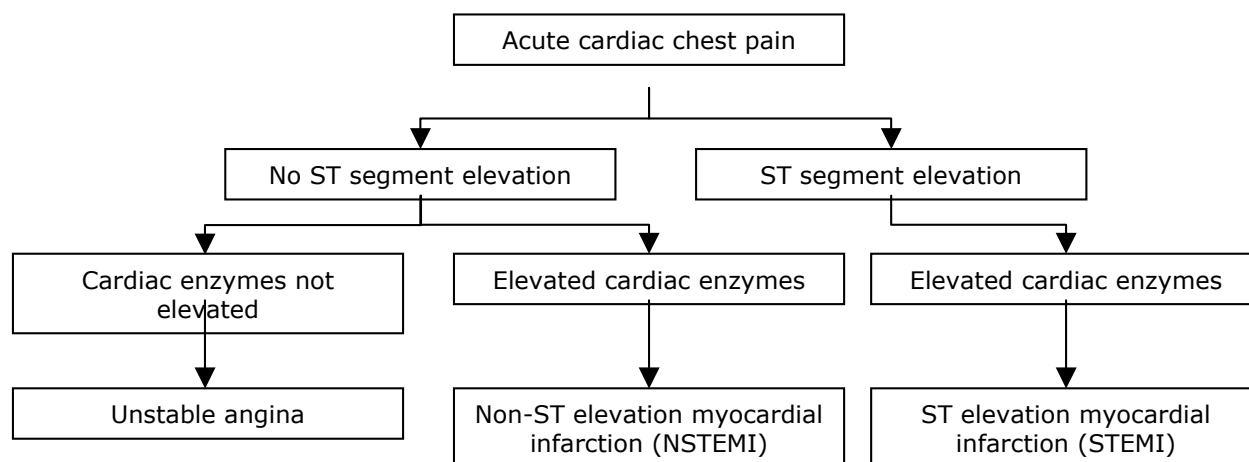 Acute cardiac chest pain
No ST segment elevation
ST segment elevation
Cardiac enzymes not
elevated
Elevated cardiac enzymes
Elevated cardiac enzymes
Unstable angina
Non-ST elevation myocardial
infarction (NSTEMI)
ST elevation myocardial
infarction (STEMI)